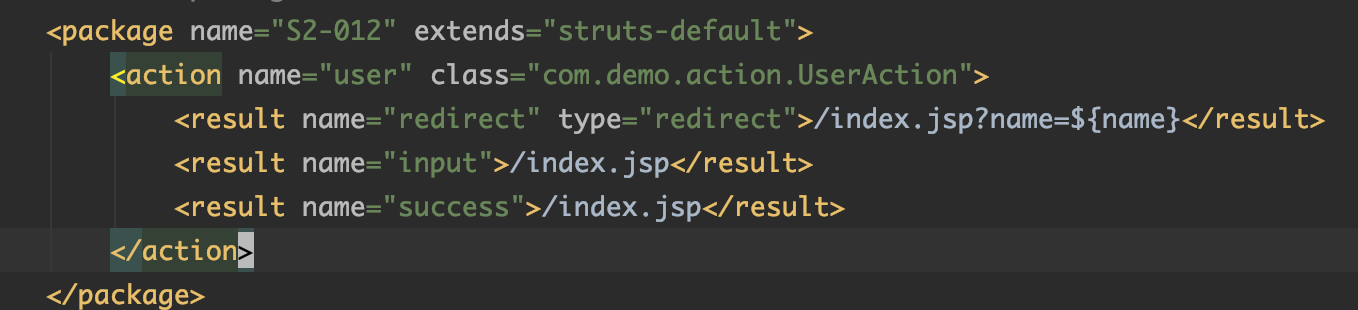 <package name="S2-012" extends="struts-default">
<action name="user" class="com.demo.action.UserAction">
<result name="redirect" type="redirect">/index.jsp?name=${name}</result>
<result name="input">/index.jsp</result>
<result name="success">/index.jsp</result>
</action>
</package>